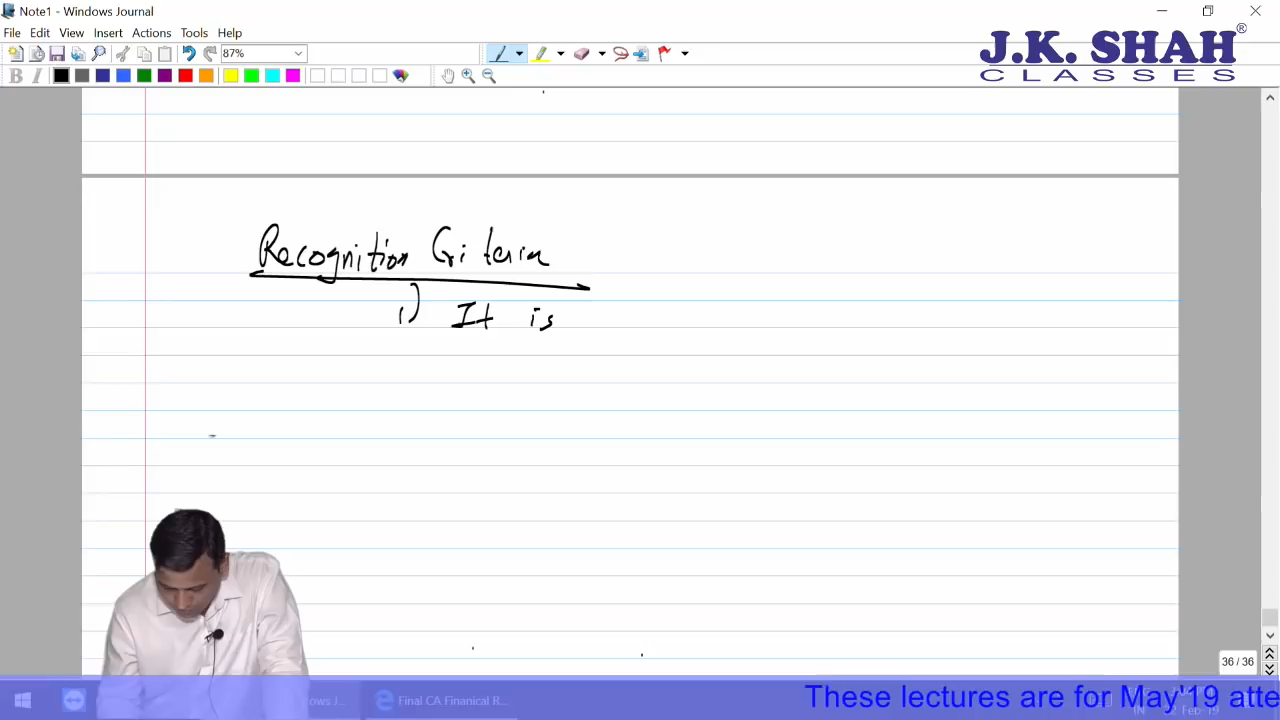 Note1 - Windows Journal
File Edit View Insert Actions Tools Help
87%
B I
J.K. SHAH®
CLASSES
Recognition Criteria
1) It is
36 / 36
Final CA Finanical R...
These lectures are for May'19 atte